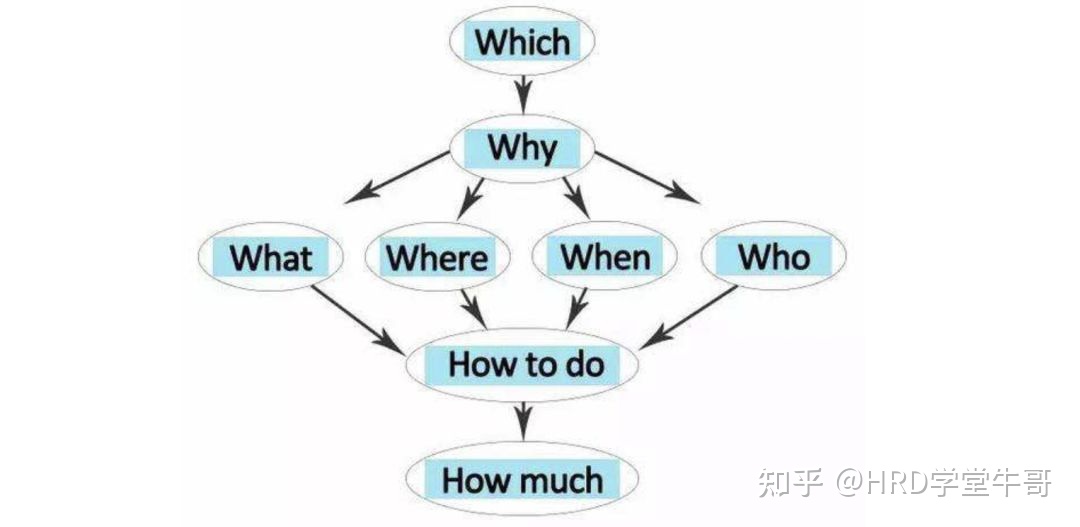 Which
Why
What
Where
When
Who
How to do
How much
知乎 @HRD学堂牛哥